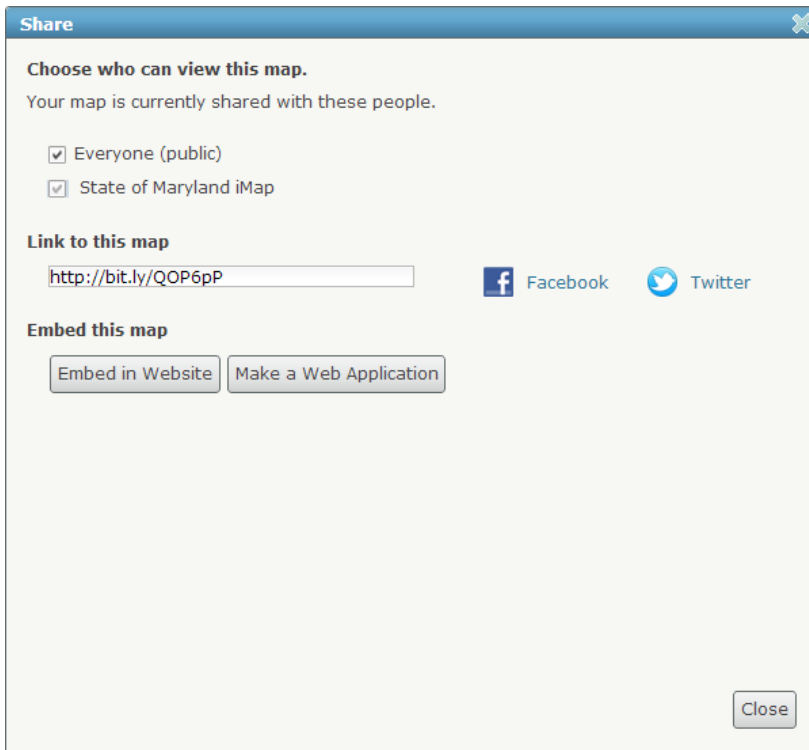 Share
Choose who can view this map.
Your map is currently shared with these people.
Everyone (public)
State of Maryland iMap
Link to this map
http://bit.ly/QOP6pP
Facebook
Twitter
Embed this map
Embed in Website
Make a Web Application
Close